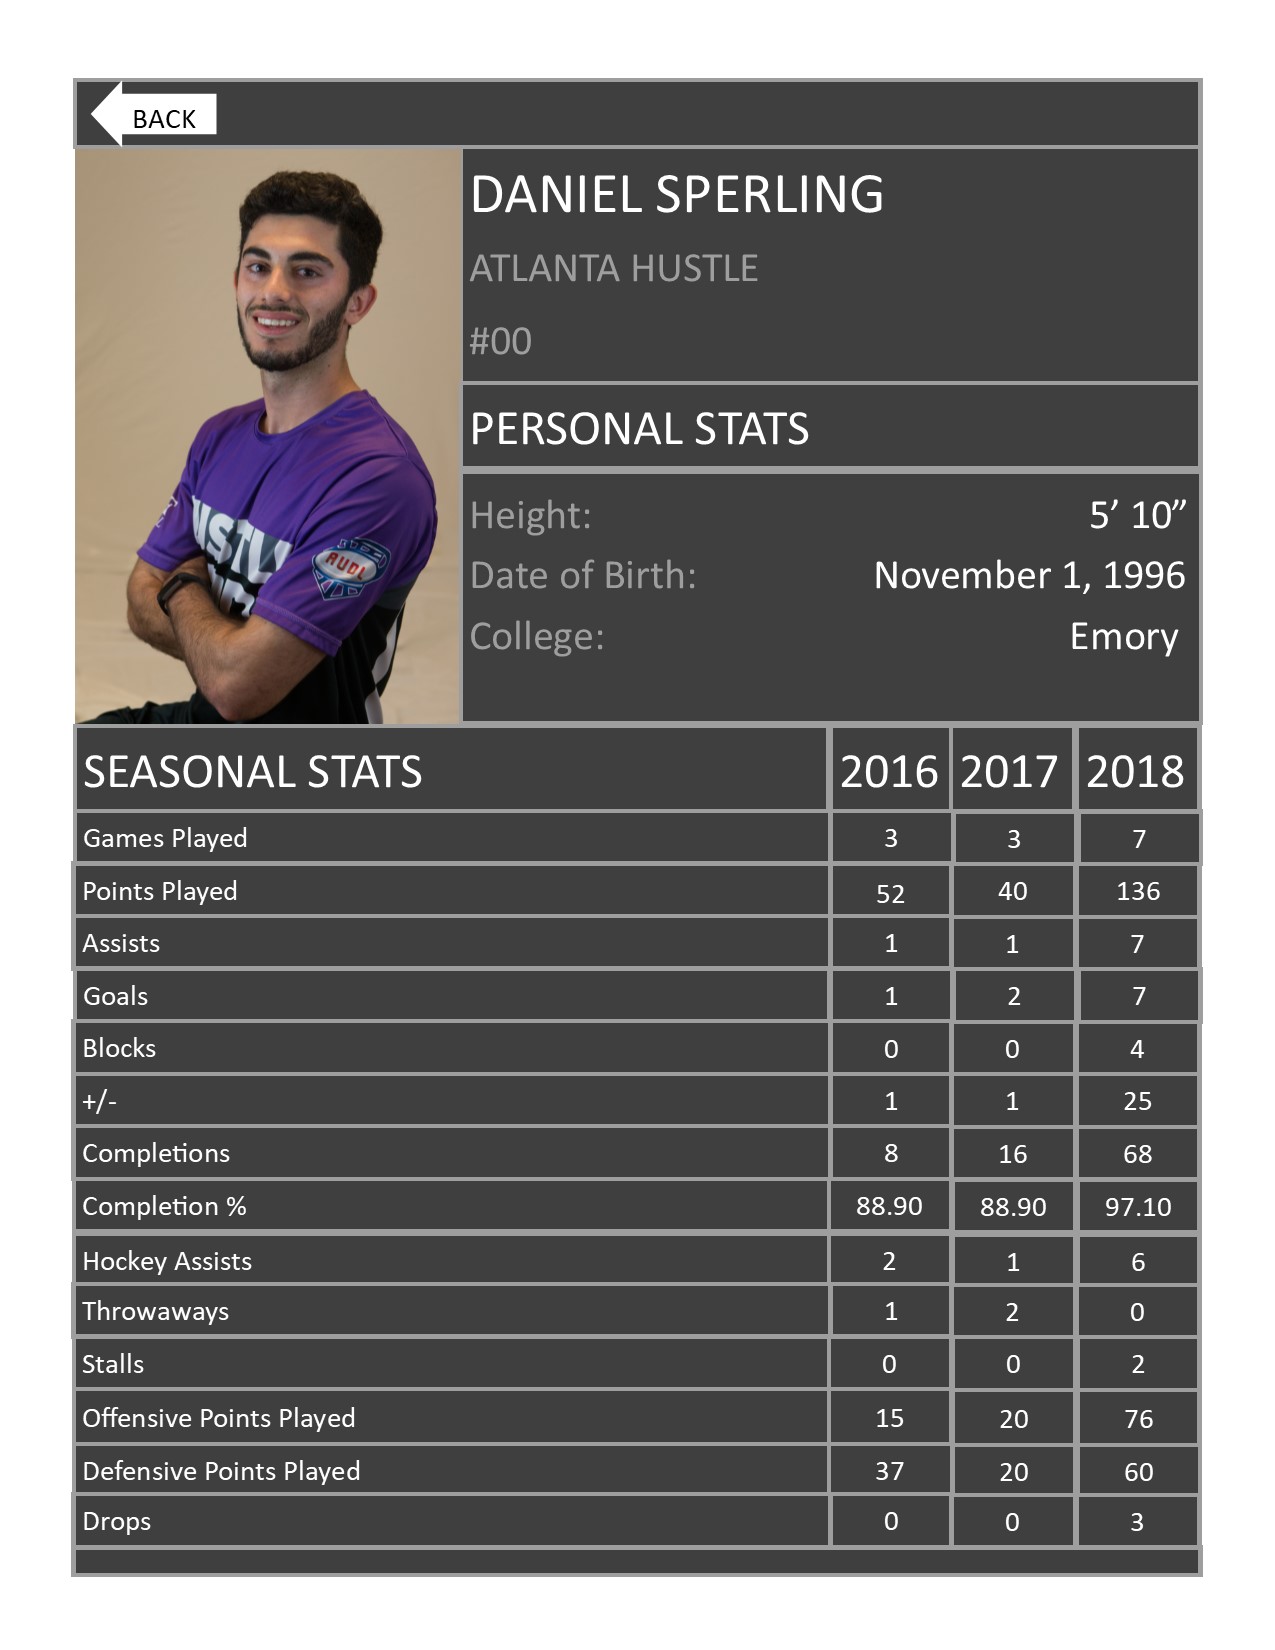 BACK
DANIEL SPERLING
ATLANTA HUSTLE
#00
PERSONAL STATS
Height: 5’ 10”
Date of Birth: November 1, 1996
College: Emory
AUDL
SEASONAL STATS 2016 2017 2018
Games Played 3 3 7
Points Played 52 40 136
Assists 1 1 7
Goals 1 2 7
Blocks 0 0 4
+/- 1 1 25
Completions 8 16 68
Completion % 88.90 88.90 97.10
Hockey Assists 2 1 6
Throwaways 1 2 0
Stalls 0 0 2
Offensive Points Played 15 20 76
Defensive Points Played 37 20 60
Drops 0 0 3